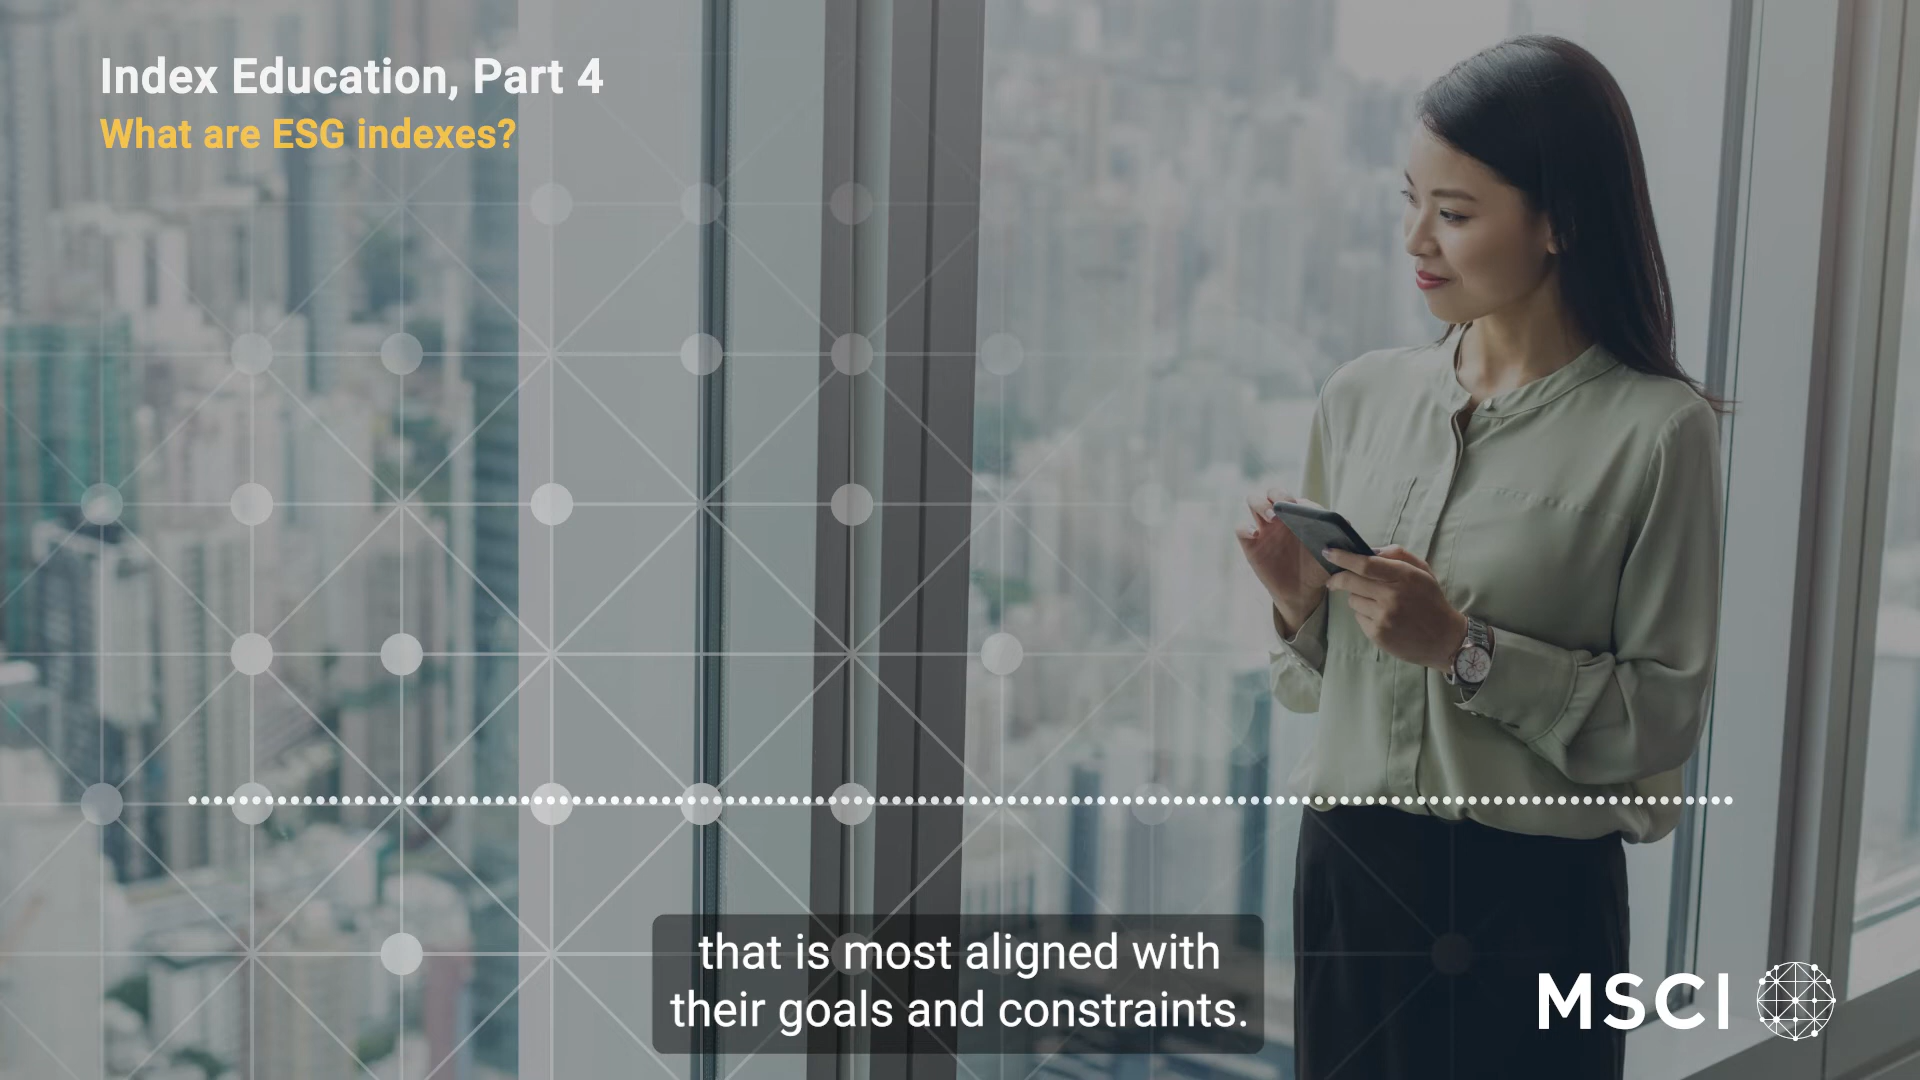 Index Education, Part 4
What are ESG indexes?
that is most aligned with
their goals and constraints.
MSCI